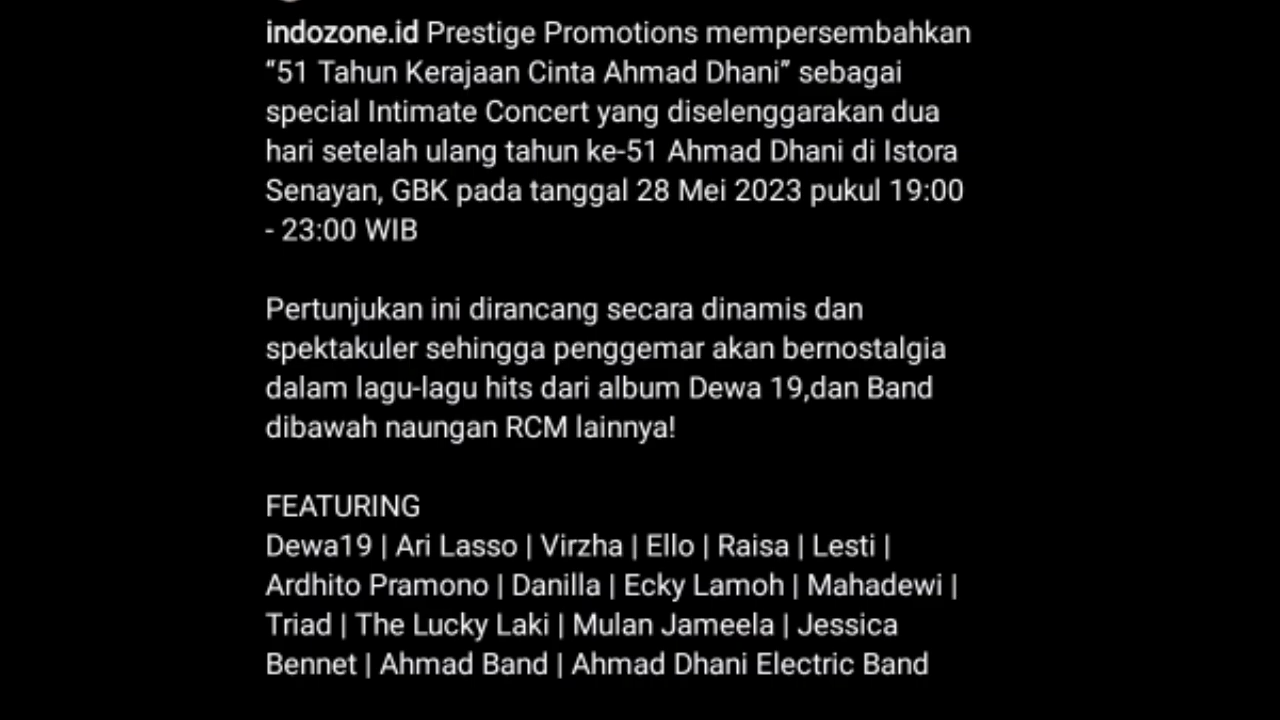 indozone.id Prestige Promotions mempersembahkan
“51 Tahun Kerajaan Cinta Ahmad Dhani” sebagai
special Intimate Concert yang diselenggarakan dua
hari setelah ulang tahun ke-51 Ahmad Dhani di Istora
Senayan, GBK pada tanggal 28 Mei 2023 pukul 19:00
- 23:00 WIB
Pertunjukan ini dirancang secara dinamis dan
spektakuler sehingga penggemar akan bernostalgia
dalam lagu-lagu hits dari album Dewa 19,dan Band
dibawah naungan RCM lainnya!
FEATURING
Dewa19 | Ari Lasso | Virzha | Ello | Raisa | Lesti |
Ardhito Pramono | Danilla | Ecky Lamoh | Mahadewi |
Triad | The Lucky Laki | Mulan Jameela | Jessica
Bennet | Ahmad Band | Ahmad Dhani Electric Band